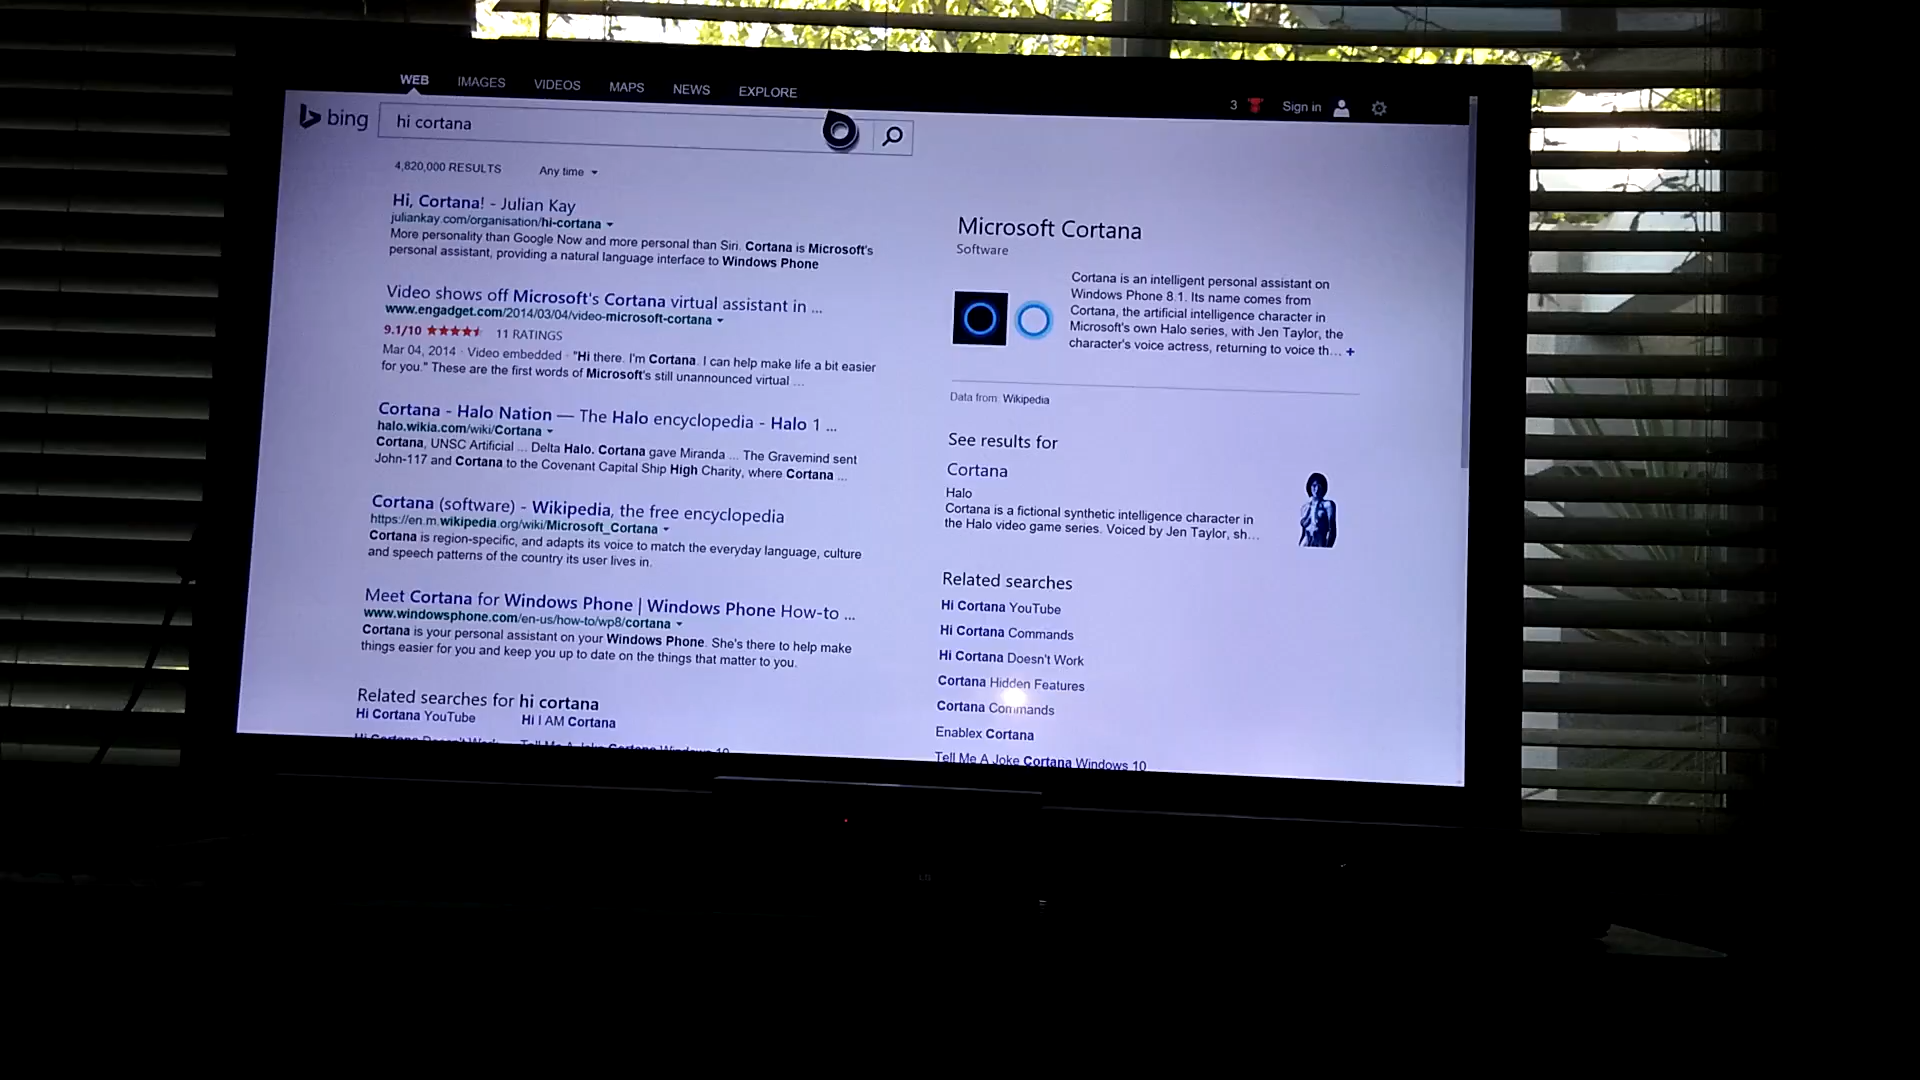 WEB IMAGES VIDEOS MAPS NEWS EXPLORE
3 Sign in
bing hi cortana
4,820,000 RESULTS Any time
Hi, Cortana! - Julian Kay
juliankay.com/organisation/hi-cortana
More personality than Google Now and more personal than Siri. Cortana is Microsoft's
personal assistant, providing a natural language interface to Windows Phone
Video shows off Microsoft's Cortana virtual assistant in ...
www.engadget.com/2014/03/04/video-microsoft-cortana
9.1/10 11 RATINGS
Mar 04, 2014 · Video embedded · "Hi there. I'm Cortana. I can help make life a bit easier
for you." These are the first words of Microsoft's still unannounced virtual ...
Cortana - Halo Nation — The Halo encyclopedia - Halo 1 ...
halo.wikia.com/wiki/Cortana
Cortana, UNSC Artificial ... Delta Halo. Cortana gave Miranda ... The Gravemind sent
John-117 and Cortana to the Covenant Capital Ship High Charity, where Cortana ...
Cortana (software) - Wikipedia, the free encyclopedia
https://en.m.wikipedia.org/wiki/Microsoft_Cortana
Cortana is region-specific, and adapts its voice to match the everyday language, culture
and speech patterns of the country its user lives in.
Meet Cortana for Windows Phone | Windows Phone How-to ...
www.windowsphone.com/en-us/how-to/wp8/cortana
Cortana is your personal assistant on your Windows Phone. She's there to help make
things easier for you and keep you up to date on the things that matter to you.
Related searches for hi cortana
Hi Cortana YouTube Hi I AM Cortana
Hi Cortana Doesn't Work Tell Me A Joke Cortana Windows 10
Microsoft Cortana
Software
Cortana is an intelligent personal assistant on
Windows Phone 8.1. Its name comes from
Cortana, the artificial intelligence character in
Microsoft's own Halo series, with Jen Taylor, the
character's voice actress, returning to voice th... +
Data from: Wikipedia
See results for
Cortana
Halo
Cortana is a fictional synthetic intelligence character in
the Halo video game series. Voiced by Jen Taylor, sh...
Related searches
Hi Cortana YouTube
Hi Cortana Commands
Hi Cortana Doesn't Work
Cortana Hidden Features
Cortana Commands
Enablex Cortana
Tell Me A Joke Cortana Windows 10
LG